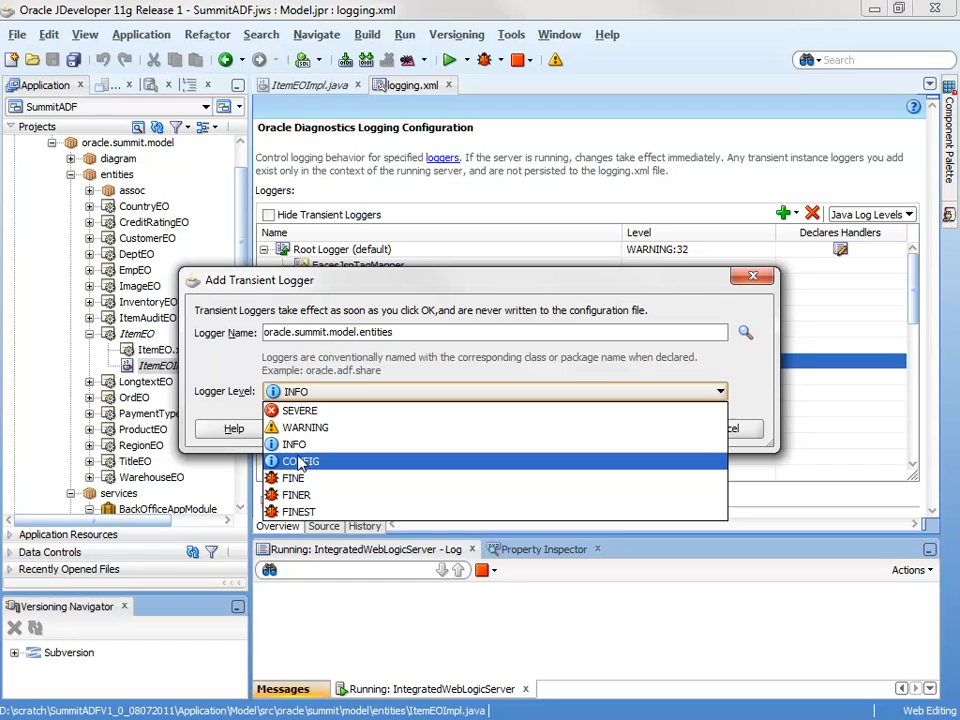 Oracle JDeveloper 11g Release 1 - SummitADF.jws : Model.jpr : logging.xml
File Edit View Application Refactor Search Navigate Build Run Versioning Tools Window Help
Search
Application
...
ItemEOImpl.java
logging.xml
SummitADF
Projects
oracle.summit.model
diagram
entities
assoc
CountryEO
CreditRatingEO
CustomerEO
DeptEO
EmpEO
ImageEO
InventoryEO
ItemAuditEO
ItemEO
ItemEO.
ItemEOI
LongtextEO
OrdEO
PaymentType
ProductEO
RegionEO
TitleEO
WarehouseEO
services
BackOfficeAppModule
Application Resources
Data Controls
Recently Opened Files
Versioning Navigator
Subversion
Oracle Diagnostics Logging Configuration
Control logging behavior for specified loggers. If the server is running, changes take effect immediately. Any transient instance loggers you add
exist only in the context of the running server, and are not persisted to the logging.xml file.
Loggers:
Hide Transient Loggers
Java Log Levels
Name Level Declares Handlers
Root Logger (default) WARNING:32
FacesJspTagMapper
Add Transient Logger
Transient Loggers take effect as soon as you click OK,and are never written to the configuration file.
Logger Name: oracle.summit.model.entities
Loggers are conventionally named with the corresponding class or package name when declared.
Example: oracle.adf.share
Logger Level: INFO
SEVERE
WARNING
INFO
CONFIG
FINE
FINER
FINEST
Help
cel
Overview Source History
Running: IntegratedWebLogicServer - Log
Property Inspector
Actions
Messages
Running: IntegratedWebLogicServer
Component Palette
D:\scratch\SummitADFV1_0_08072011\Application\Model\src\oracle\summit\model\entities\ItemEOImpl.java
Web Editing